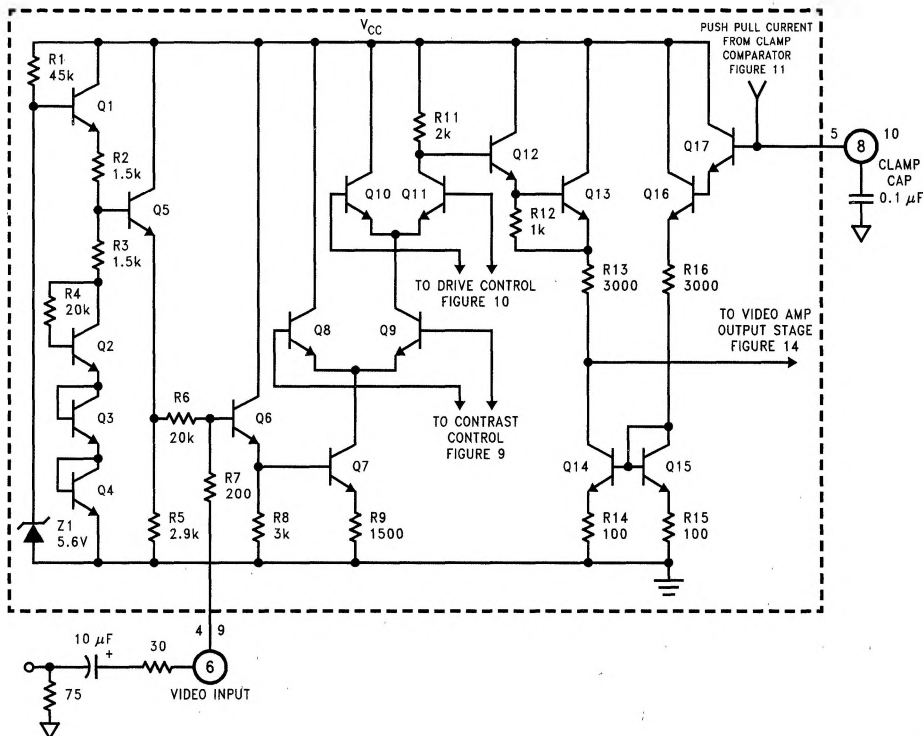 VCC
PUSH PULL CURRENT
FROM CLAMP
COMPARATOR
FIGURE 11
R1
45k
Q1
R2
1.5k
Q5
R3
1.5k
R4
20k
Q2
Q3
Q4
Z1
5.6V
R5
2.9k
R6
20k
Q6
R7
200
R8
3k
Q7
R9
1500
Q8
Q9
TO CONTRAST
CONTROL
FIGURE 9
Q10
Q11
TO DRIVE CONTROL
FIGURE 10
R11
2k
Q12
R12
1k
Q13
R13
3000
Q14
R14
100
Q15
R15
100
Q16
R16
3000
Q17
TO VIDEO AMP
OUTPUT STAGE
FIGURE 14
5
8
10
CLAMP
CAP
0.1 μF
4 9
10 μF
+
30
6
75
VIDEO INPUT